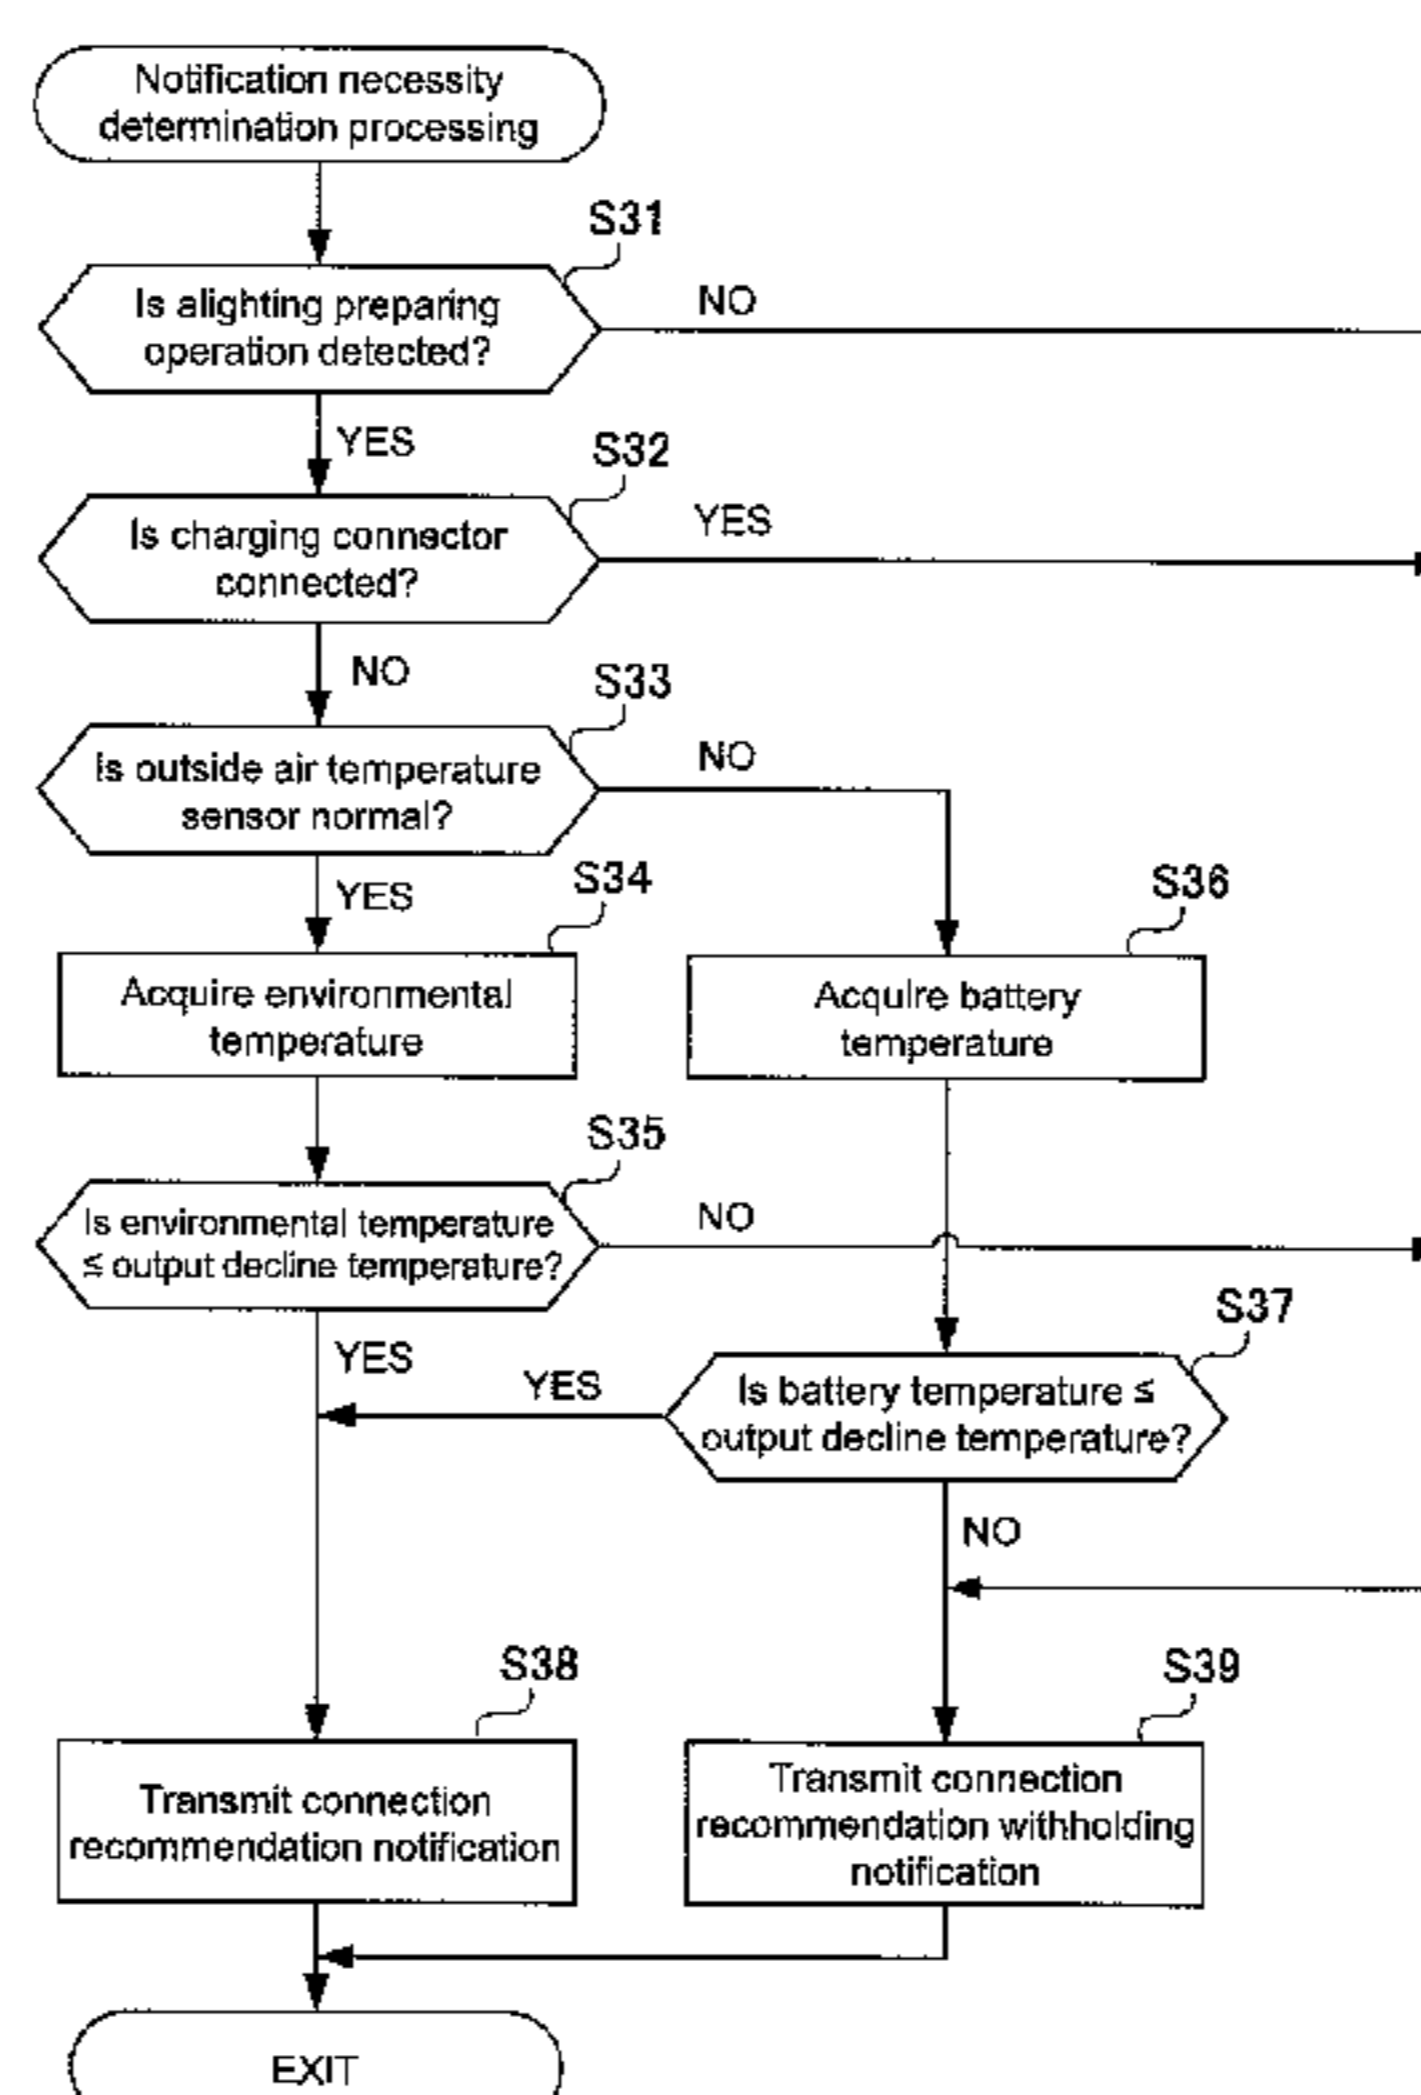 Notification necessity
determination processing
S31
Is alighting preparing
operation detected?
NO
YES
S32
Is charging connector
connected?
YES
NO
S33
Is outside air temperature
sensor normal?
NO
YES
S34
Acquire environmental
temperature
S36
Acquire battery
temperature
S35
Is environmental temperature
≤ output decline temperature?
NO
YES
S37
Is battery temperature ≤
output decline temperature?
YES
NO
S38
Transmit connection
recommendation notification
S39
Transmit connection
recommendation withholding
notification
EXIT